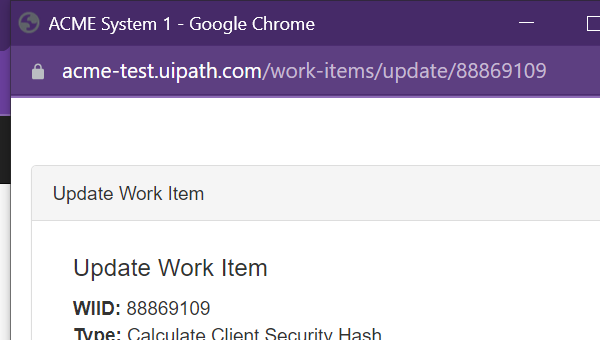 ACME System 1 - Google Chrome
acme-test.uipath.com/work-items/update/88869109
Update Work Item
Update Work Item
WIID: 88869109
Type: Calculate Client Security Hash